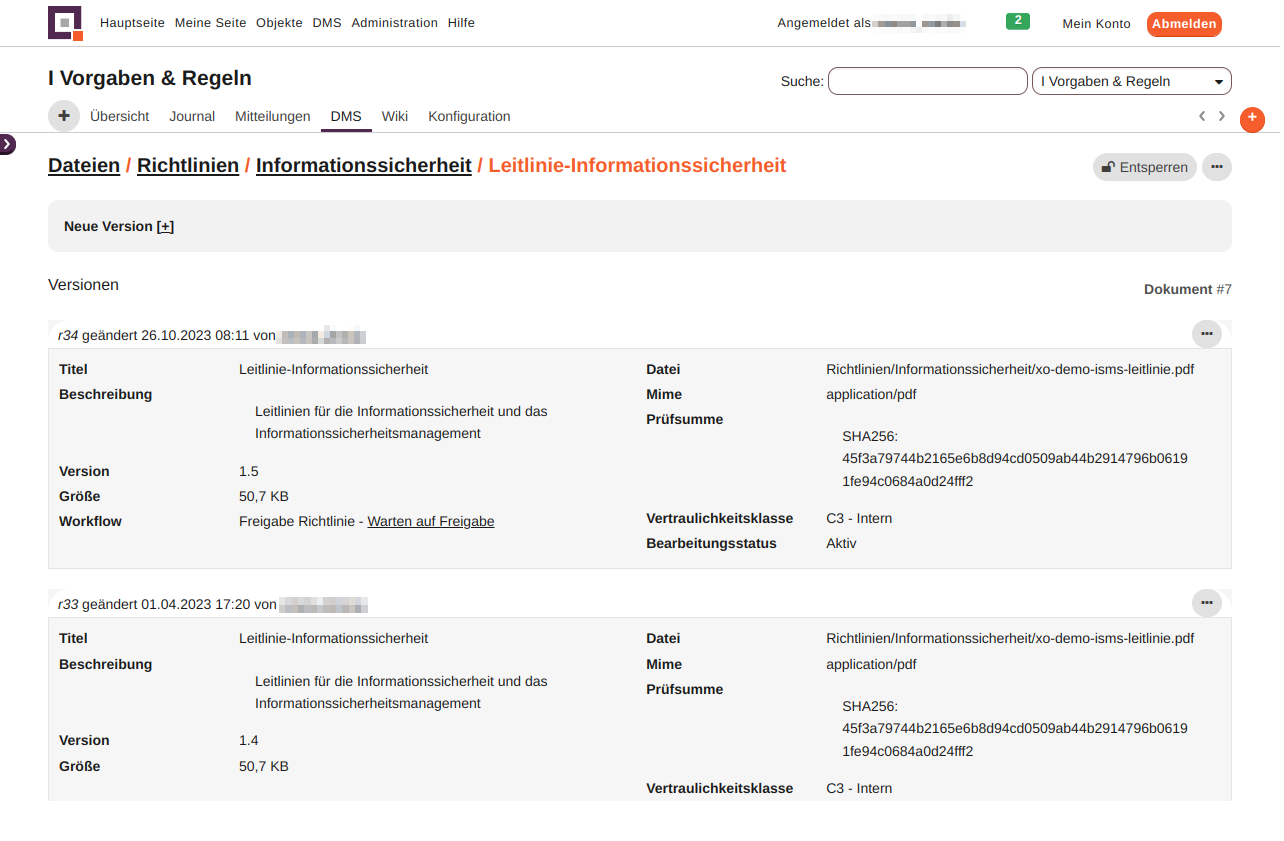 Hauptseite Meine Seite Objekte DMS Administration Hilfe Angemeldet als 2 Mein Konto Abmelden
I Vorgaben & Regeln
Suche: I Vorgaben & Regeln
Übersicht Journal Mitteilungen DMS Wiki Konfiguration
Dateien / Richtlinien / Informationssicherheit / Leitlinie-Informationssicherheit Entsperren
Neue Version [+]
Versionen
Dokument #7
r34 geändert 26.10.2023 08:11 von
Titel Leitlinie-Informationssicherheit
Beschreibung
Leitlinien für die Informationssicherheit und das
Informationssicherheitsmanagement
Version 1.5
Größe 50,7 KB
Workflow Freigabe Richtlinie - Warten auf Freigabe
Datei Richtlinien/Informationssicherheit/xo-demo-isms-leitlinie.pdf
Mime application/pdf
Prüfsumme
SHA256:
45f3a79744b2165e6b8d94cd0509ab44b2914796b0619
1fe94c0684a0d24fff2
Vertraulichkeitsklasse C3 - Intern
Bearbeitungsstatus Aktiv
r33 geändert 01.04.2023 17:20 von
Titel Leitlinie-Informationssicherheit
Beschreibung
Leitlinien für die Informationssicherheit und das
Informationssicherheitsmanagement
Version 1.4
Größe 50,7 KB
Datei Richtlinien/Informationssicherheit/xo-demo-isms-leitlinie.pdf
Mime application/pdf
Prüfsumme
SHA256:
45f3a79744b2165e6b8d94cd0509ab44b2914796b0619
1fe94c0684a0d24fff2
Vertraulichkeitsklasse C3 - Intern